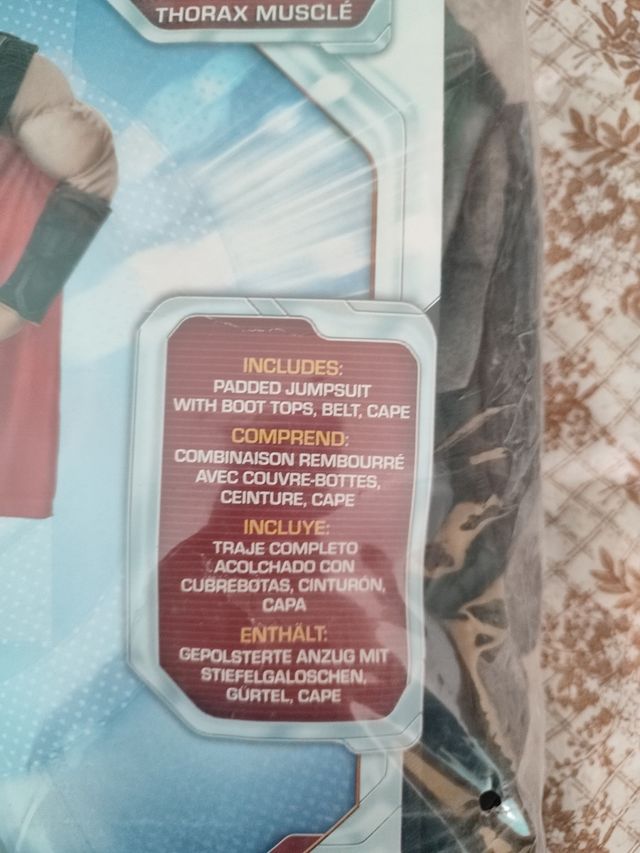 THORAX MUSCLÉ
INCLUDES:
PADDED JUMPSUIT
WITH BOOT TOPS, BELT, CAPE
COMPREND:
COMBINAISON REMBOURRÉ
AVEC COUVRE-BOTTES,
CEINTURE, CAPE
INCLUYE:
TRAJE COMPLETO
ACOLCHADO CON
CUBREBOTAS, CINTURÓN,
CAPA
ENTHÄLT:
GEPOLSTERTE ANZUG MIT
STIEFELGALOSCHEN,
GÜRTEL, CAPE